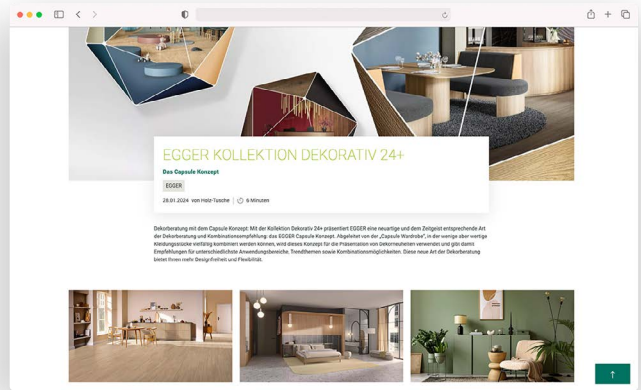 EGGER KOLLEKTION DEKORATIV 24+
Das Capsule Konzept
EGGER
28.01.2024 von Holz-Tusche | 6 Minuten
Dekorberatung mit dem Capsule Konzept: Mit der Kollektion Dekorativ 24+ präsentiert EGGER eine neuartige und dem Zeitgeist entsprechende Art
der Dekorberatung und Kombinationsempfehlung: das EGGER Capsule Konzept. Abgeleitet von der „Capsule Wardrobe“, in der wenige aber wertige
Kleidungsstücke vielfältig kombiniert werden können, wird dieses Konzept für die Präsentation von Dekorneuheiten verwendet und gibt damit
Empfehlungen für unterschiedlichste Anwendungsbereiche, Trendthemen sowie Kombinationsmöglichkeiten. Diese neue Art der Dekorberatung
bietet Ihnen mehr Designfreiheit und Flexibilität.